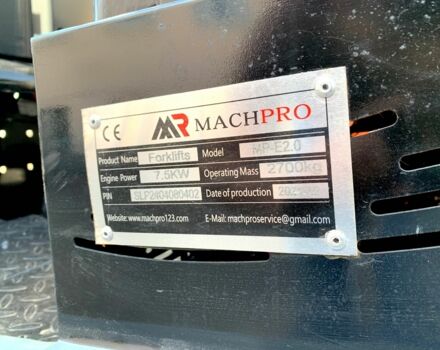 CE MR MACHPRO
Product Name Forklifts Model MP-E2.0
Engine Power 7.5KW Operating Mass 2700kg
PIN SLP2404080402 Date of production
Website: www.machpro123.com E-Mail: machproservice@gmail.com